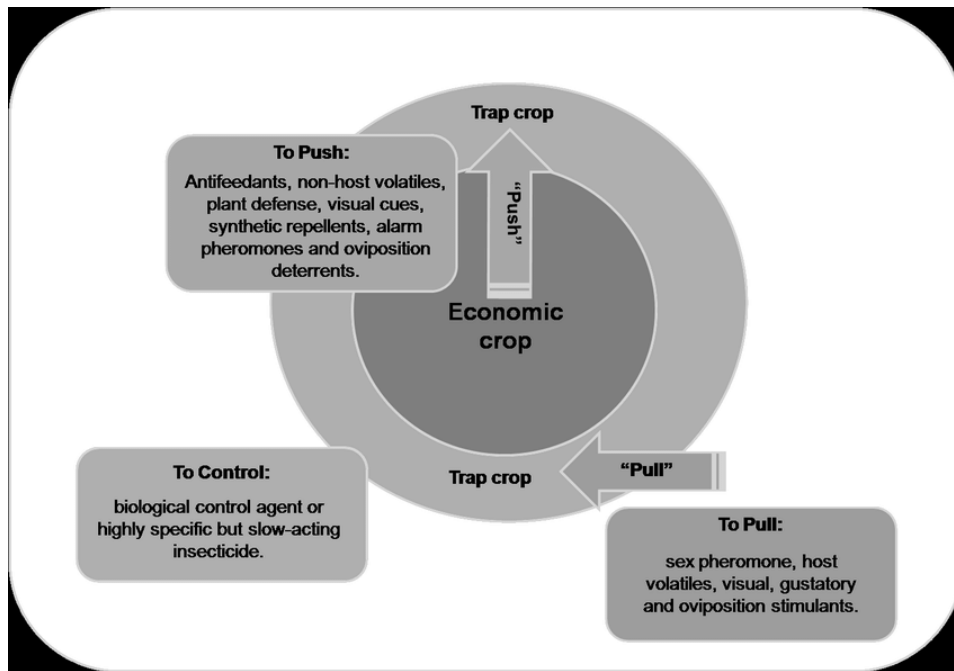 Trap crop
To Push:
Antifeedants, non-host volatiles,
plant defense, visual cues,
synthetic repellents, alarm
pheromones and oviposition
deterrents.
“Push”
Economic
crop
To Control:
biological control agent or
highly specific but slow-acting
insecticide.
Trap crop
“Pull”
To Pull:
sex pheromone, host
volatiles, visual, gustatory
and oviposition stimulants.